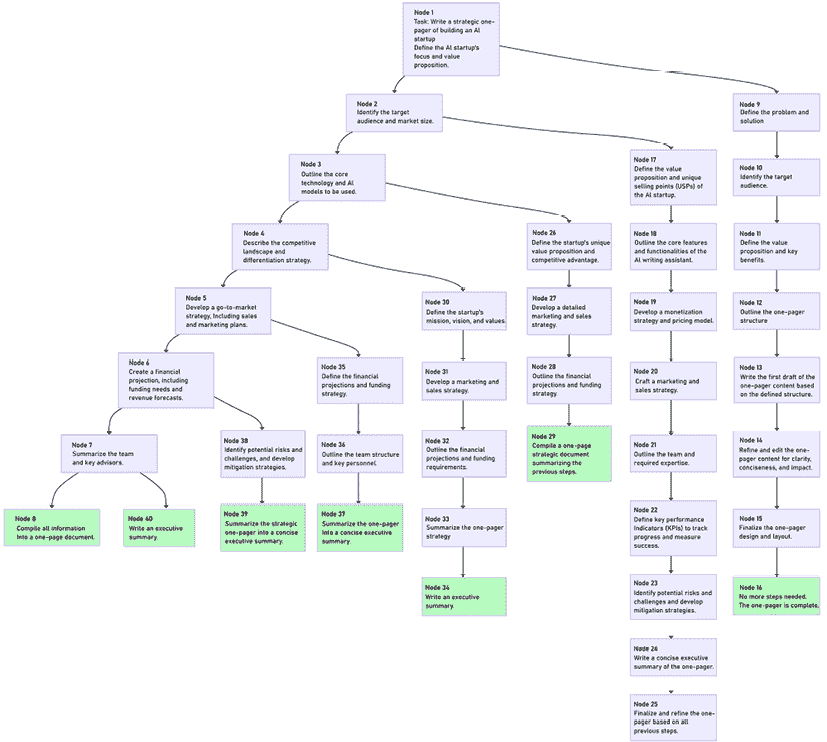 Node 1
Task: Write a strategic one-
pager of building an AI
startup
Define the AI startup's
focus and value
proposition.
Node 2
Identify the target
audience and market size.
Node 9
Define the problem and
solution
Node 3
Outline the core
technology and AI
models to be used.
Node 17
Define the value
proposition and unique
selling points (USPs) of
the AI startup.
Node 10
Identify the target
audience.
Node 4
Describe the competitive
landscape and
differentiation strategy.
Node 26
Define the startup's unique
value proposition and
competitive advantage.
Node 18
Outline the core features
and functionalities of the
AI writing assistant.
Node 11
Define the value
proposition and key
benefits.
Node 5
Develop a go-to-market
strategy, including sales
and marketing plans.
Node 30
Define the startup's
mission, vision, and values.
Node 27
Develop a detailed
marketing and sales
strategy.
Node 19
Develop a monetization
strategy and pricing model.
Node 12
Outline the one-pager
structure
Node 6
Create a financial
projection, including
funding needs and
revenue forecasts.
Node 35
Define the financial
projections and funding
strategy.
Node 31
Develop a marketing and
sales strategy.
Node 28
Outline the financial
projections and funding strategy.
Node 20
Craft a marketing and
sales strategy.
Node 13
Write the first draft of
the one-pager content
based on the defined
structure.
Node 7
Summarize the team
and key advisors.
Node 38
Identify potential risks and
challenges, and develop
mitigation strategies.
Node 36
Outline the team structure
and key personnel.
Node 32
Outline the financial
projections and funding
requirements.
Node 29
Compile a one-page
strategic document
summarizing the
previous steps.
Node 21
Outline the team and
required expertise.
Node 14
Refine and edit the one-
pager content for clarity,
conciseness, and impact.
Node 8
Compile all information
Into a one-page document.
Node 40
Write an executive
summary.
Node 39
Summarize the strategic
one-pager into a concise
executive summary.
Node 37
Summarize the one-pager
into a concise executive
summary.
Node 33
Summarize the one-pager
strategy
Node 22
Define key performance
Indicators (KPIs) to track
progress and measure
success.
Node 15
Finalize the one-pager
design and layout.
Node 34
Write an executive
summary.
Node 23
Identify potential risks and
challenges and develop
mitigation strategies.
Node 16
No more steps needed.
The one-pager is complete.
Node 24
Write a concise executive
summary of the one-pager.
Node 25
Finalize and refine the one-
pager based on all
previous steps.